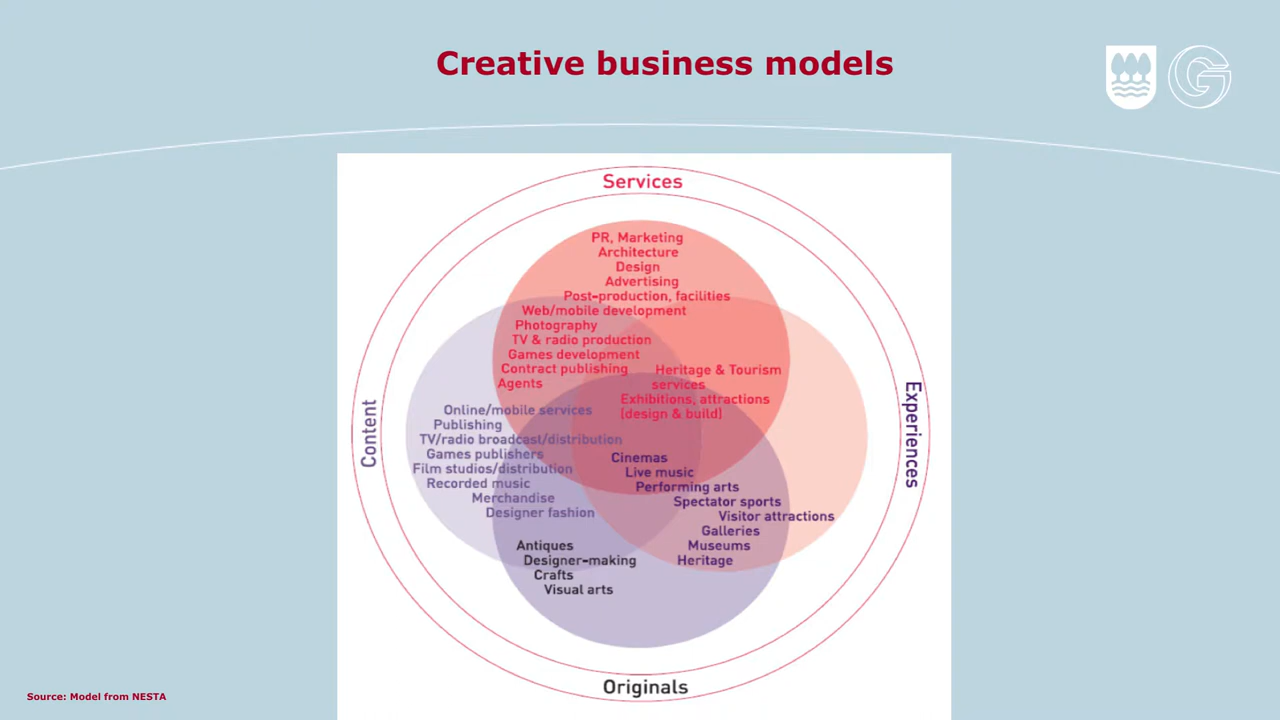 Creative business models
Services
PR, Marketing
Architecture
Design
Advertising
Post-production, facilities
Web/mobile development
Photography
TV & radio production
Games development
Contract publishing
Agents
Heritage & Tourism
services
Exhibitions, attractions
(design & build)
Content
Online/mobile services
Publishing
TV/radio broadcast/distribution
Games publishers
Film studios/distribution
Recorded music
Merchandise
Designer fashion
Experiences
Cinemas
Live music
Performing arts
Spectator sports
Visitor attractions
Galleries
Museums
Heritage
Antiques
Designer-making
Crafts
Visual arts
Originals
Source: Model from NESTA